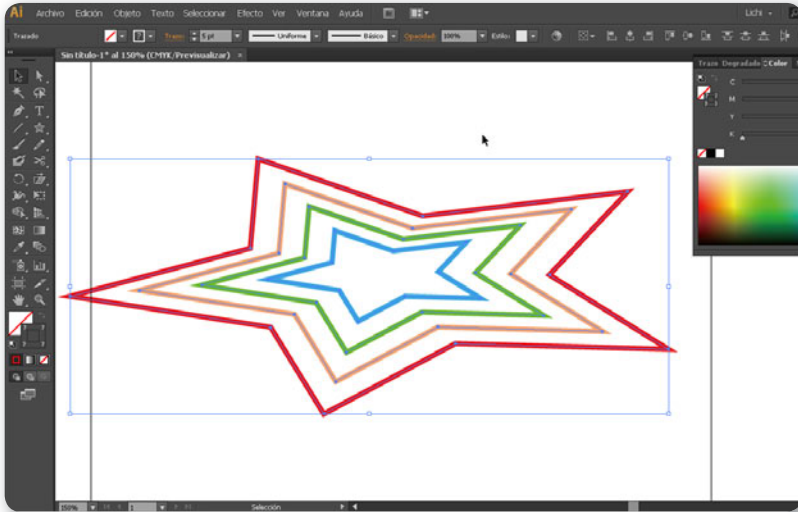 Ai Archivo Edición Objeto Texto Seleccionar Efecto Ver Ventana Ayuda Lichi
Trazado Trazo: 5 pt Uniforme Básico Opacidad: 100% Estilo:
Sin título-1* al 150% (CMYK/Previsualizar) ×
Trazo Degradado Color
C
M
Y
K
T
150% 1 Selección